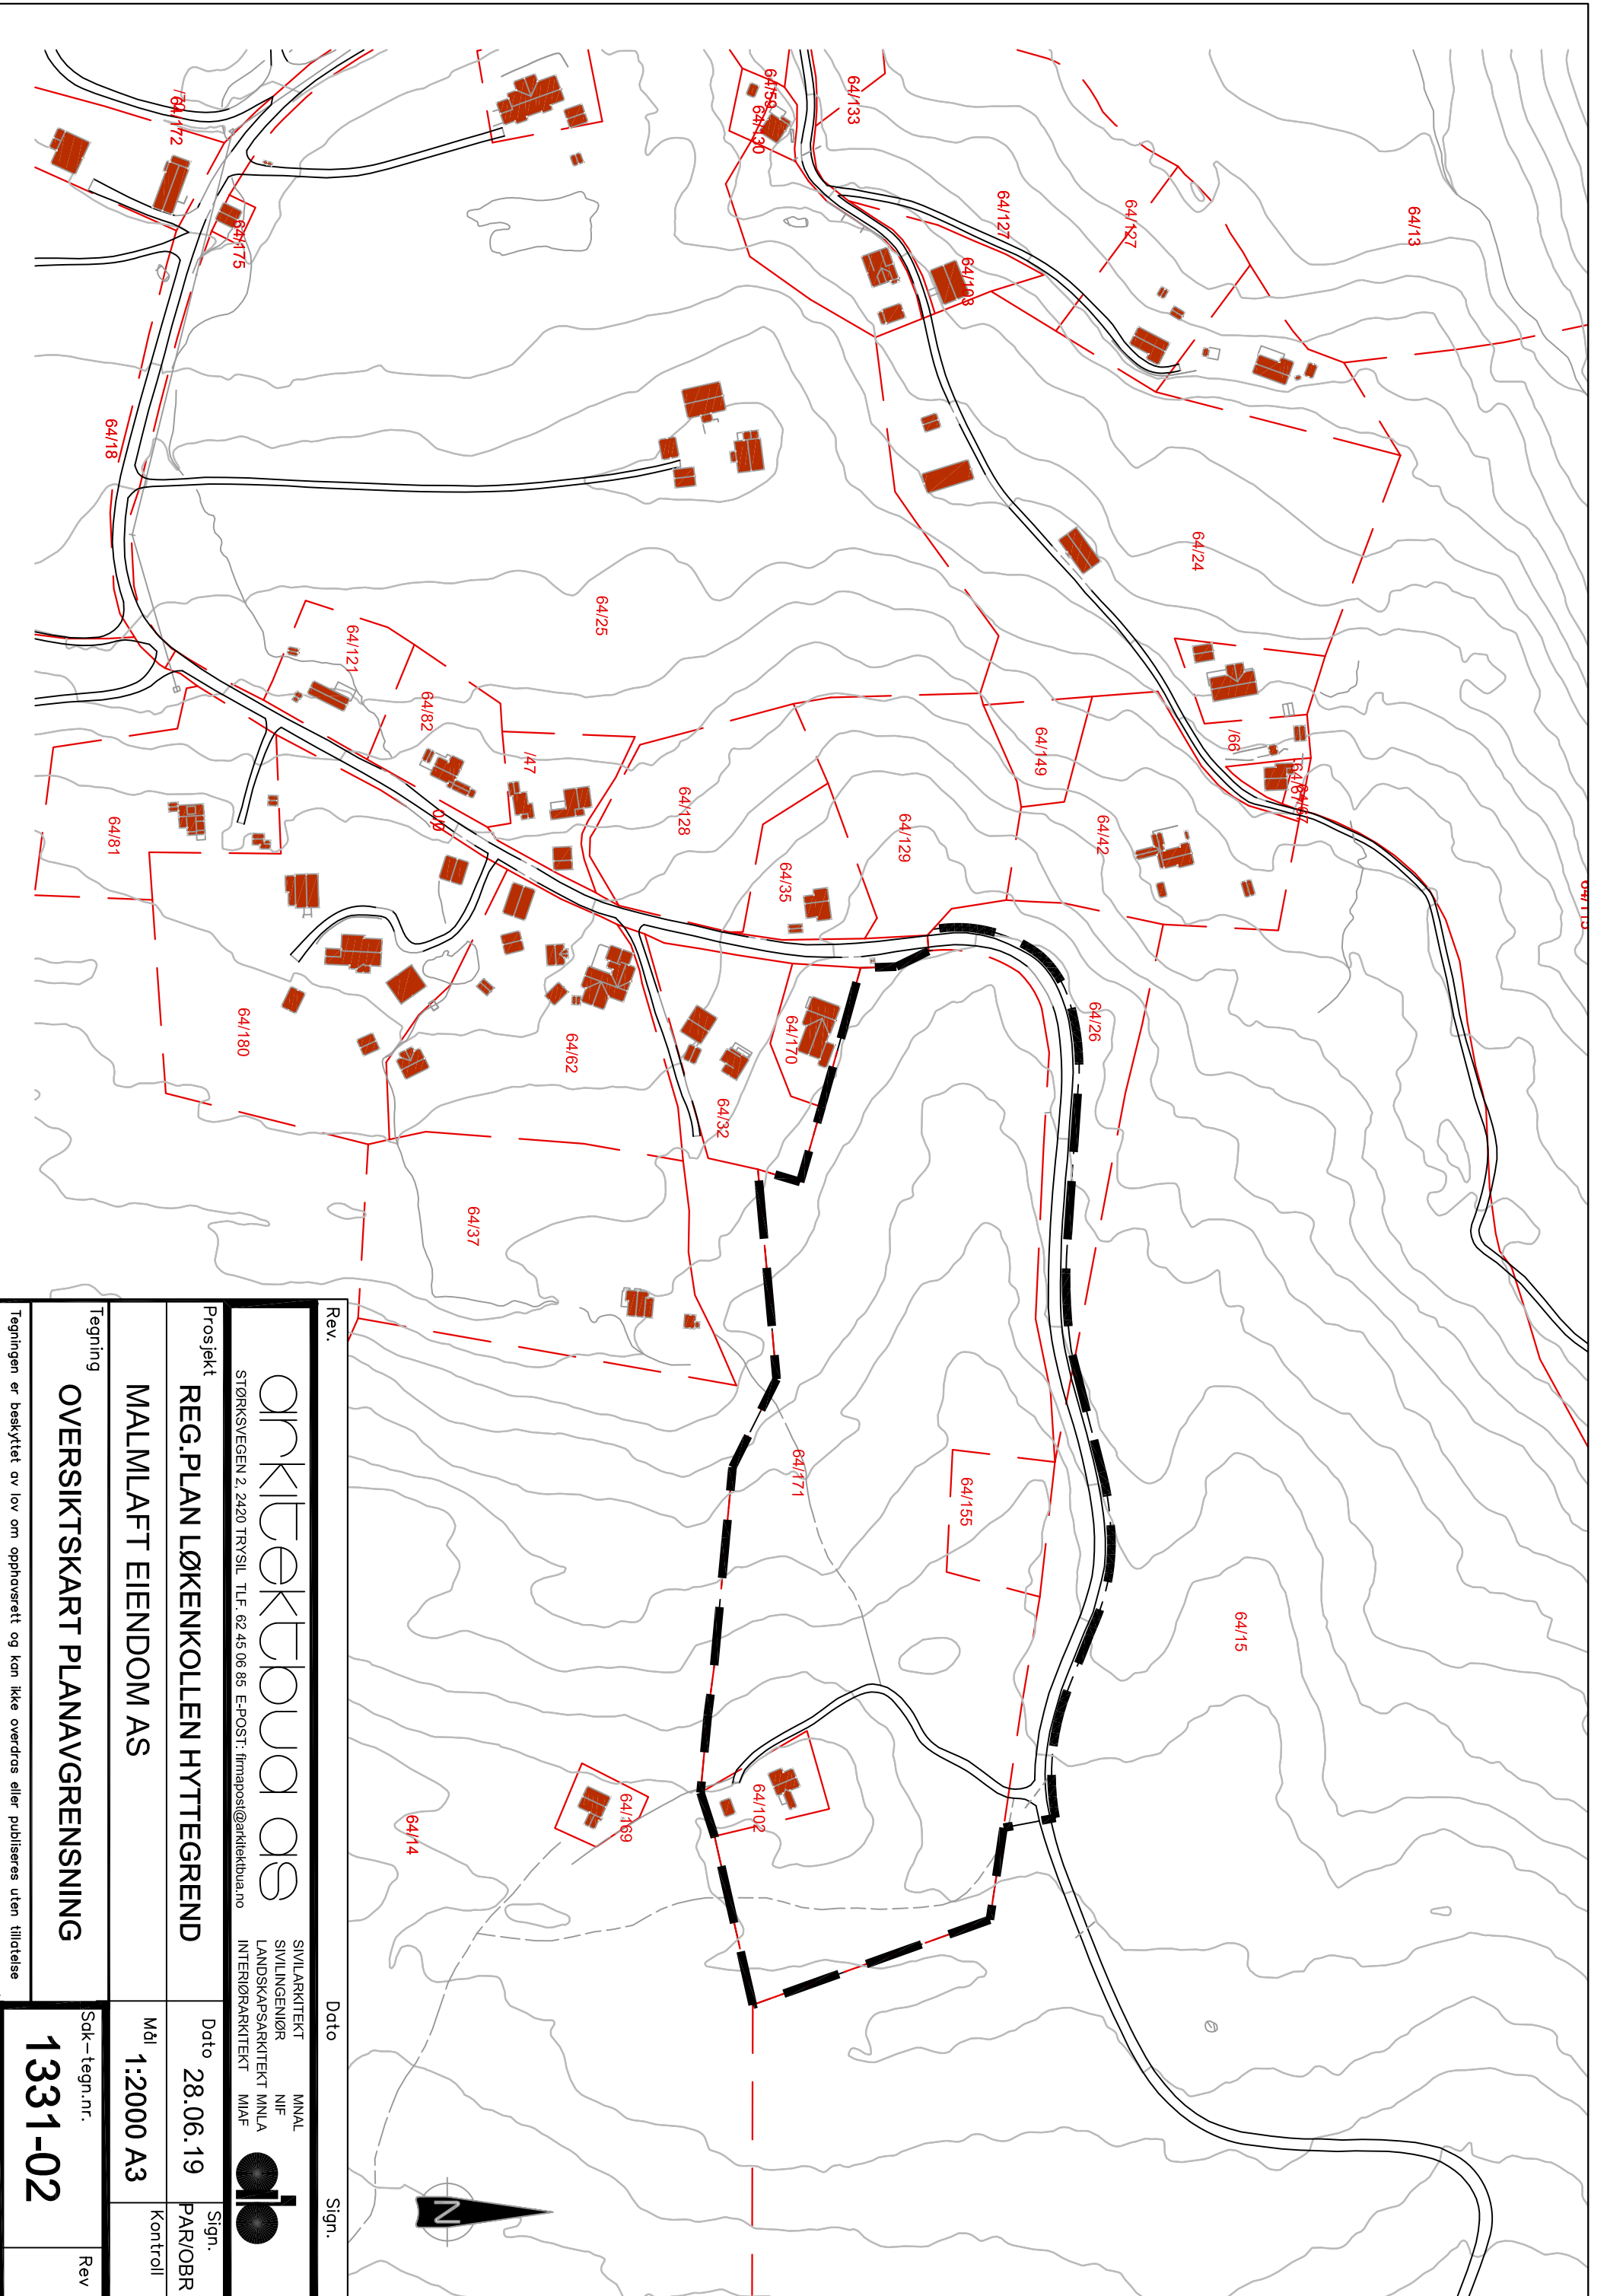 64/13
64/133
64/59
64/130
64/127
64/127
64/103
/70
64/172
64/175
64/18
64/24
64/25
64/121
64/82
/47
64/128
64/149
/66
64/42
64/129
64/35
64/81
64/180
64/62
64/170
64/32
64/26
64/37
64/171
64/155
64/15
64/102
64/169
64/14
N
Rev.
Dato
Sign.
arkitektbua as
STØRKSVEGEN 2, 2420 TRYSIL TLF. 62 45 06 85 E-POST: firmapost@arkitektbua.no
SIVILARKITEKT MNAL
SIVILINGENIØR NIF
LANDSKAPSARKITEKT MNLA
INTERIØRARKITEKT MIAF
Prosjekt
REG.PLAN LØKENKOLLEN HYTTEGREND
MALMLAFT EIENDOM AS
Dato
28.06.19
Sign.
PAR/OBR
Mål
1:2000 A3
Kontroll
Tegning
OVERSIKTSKART PLANAVGRENSNING
Sak-tegn.nr.
1331-02
Rev
Tegningen er beskyttet av lov om opphavsrett og kan ikke overdras eller publiseres uten tillatelse